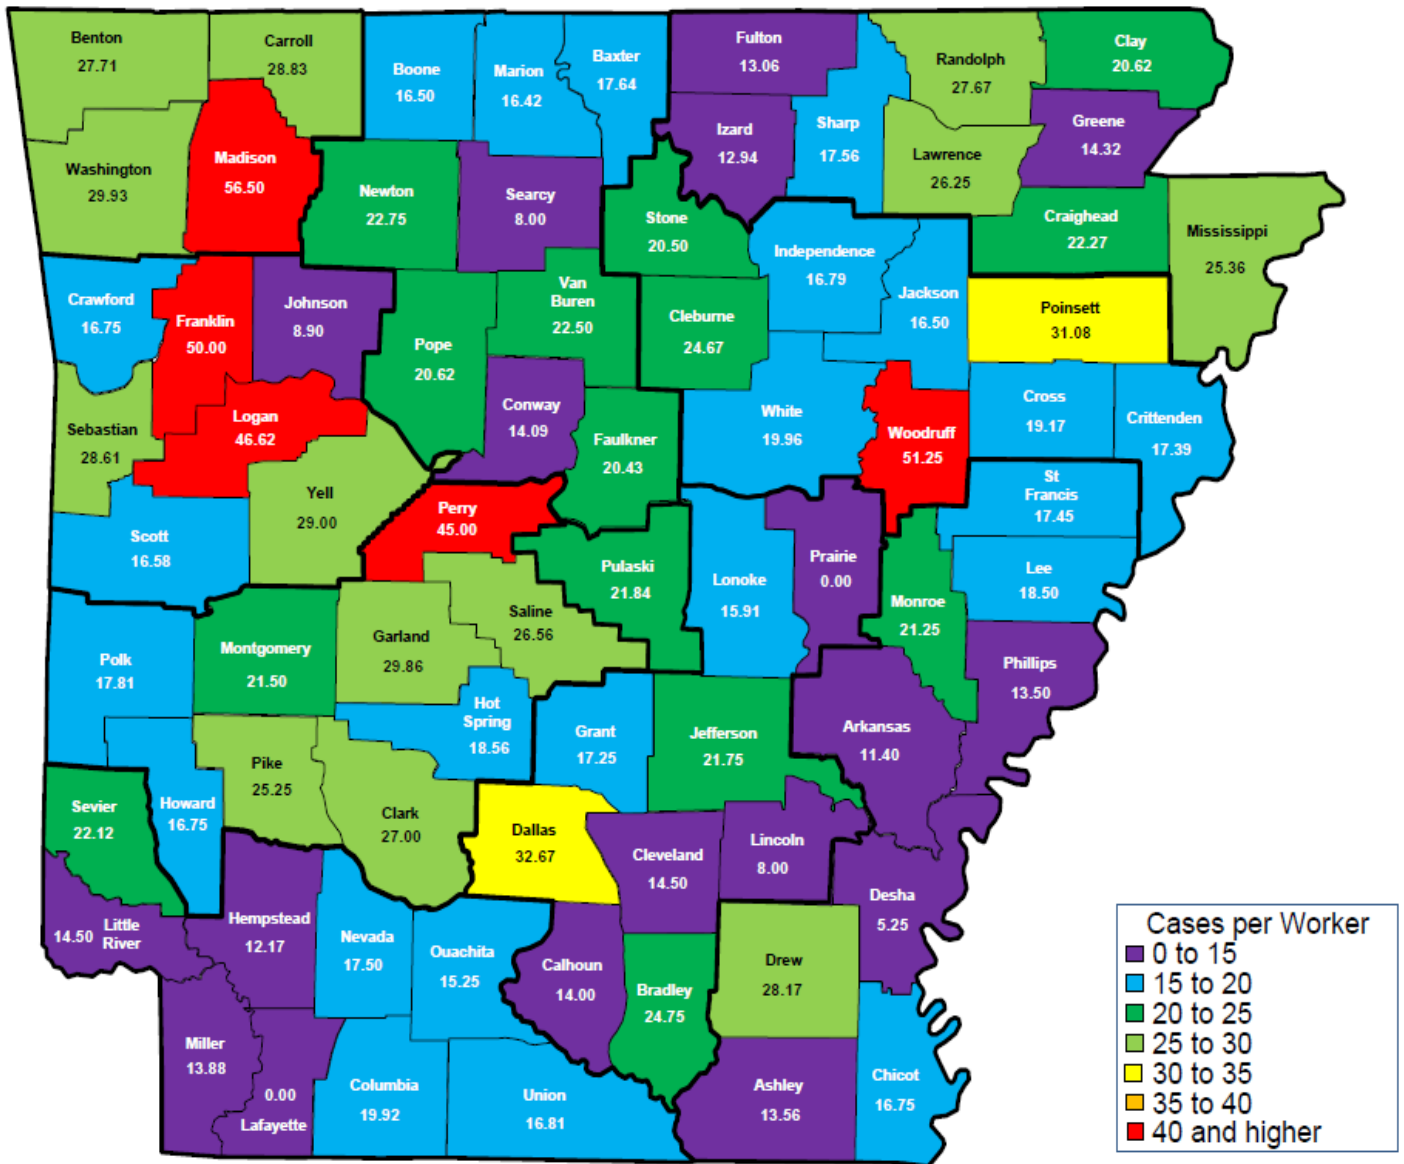 Benton
27.71
Carroll
28.83
Boone
16.50
Marion
16.42
Baxter
17.64
Fulton
13.06
Randolph
27.67
Clay
20.62
Izard
12.94
Sharp
17.56
Lawrence
26.25
Greene
14.32
Washington
29.93
Madison
56.50
Newton
22.75
Searcy
8.00
Stone
20.50
Craighead
22.27
Mississippi
25.36
Independence
16.79
Jackson
16.50
Poinsett
31.08
Crawford
16.75
Franklin
50.00
Johnson
8.90
Pope
20.62
Van
Buren
22.50
Cleburne
24.67
Sebastian
28.61
Logan
46.62
Conway
14.09
Faulkner
20.43
White
19.96
Woodruff
51.25
Cross
19.17
Crittenden
17.39
Scott
16.58
Yell
29.00
Perry
45.00
Pulaski
21.84
Lonoke
15.91
Prairie
0.00
St
Francis
17.45
Lee
18.50
Monroe
21.25
Phillips
13.50
Polk
17.81
Montgomery
21.50
Garland
29.86
Saline
26.56
Hot
Spring
18.56
Grant
17.25
Jefferson
21.75
Arkansas
11.40
Sevier
22.12
Howard
16.75
Pike
25.25
Clark
27.00
Dallas
32.67
Cleveland
14.50
Lincoln
8.00
Desha
5.25
14.50 Little
River
Hempstead
12.17
Nevada
17.50
Ouachita
15.25
Calhoun
14.00
Bradley
24.75
Drew
28.17
Miller
13.88
0.00
Lafayette
Columbia
19.92
Union
16.81
Ashley
13.56
Chicot
16.75
Cases per Worker
0 to 15
15 to 20
20 to 25
25 to 30
30 to 35
35 to 40
40 and higher